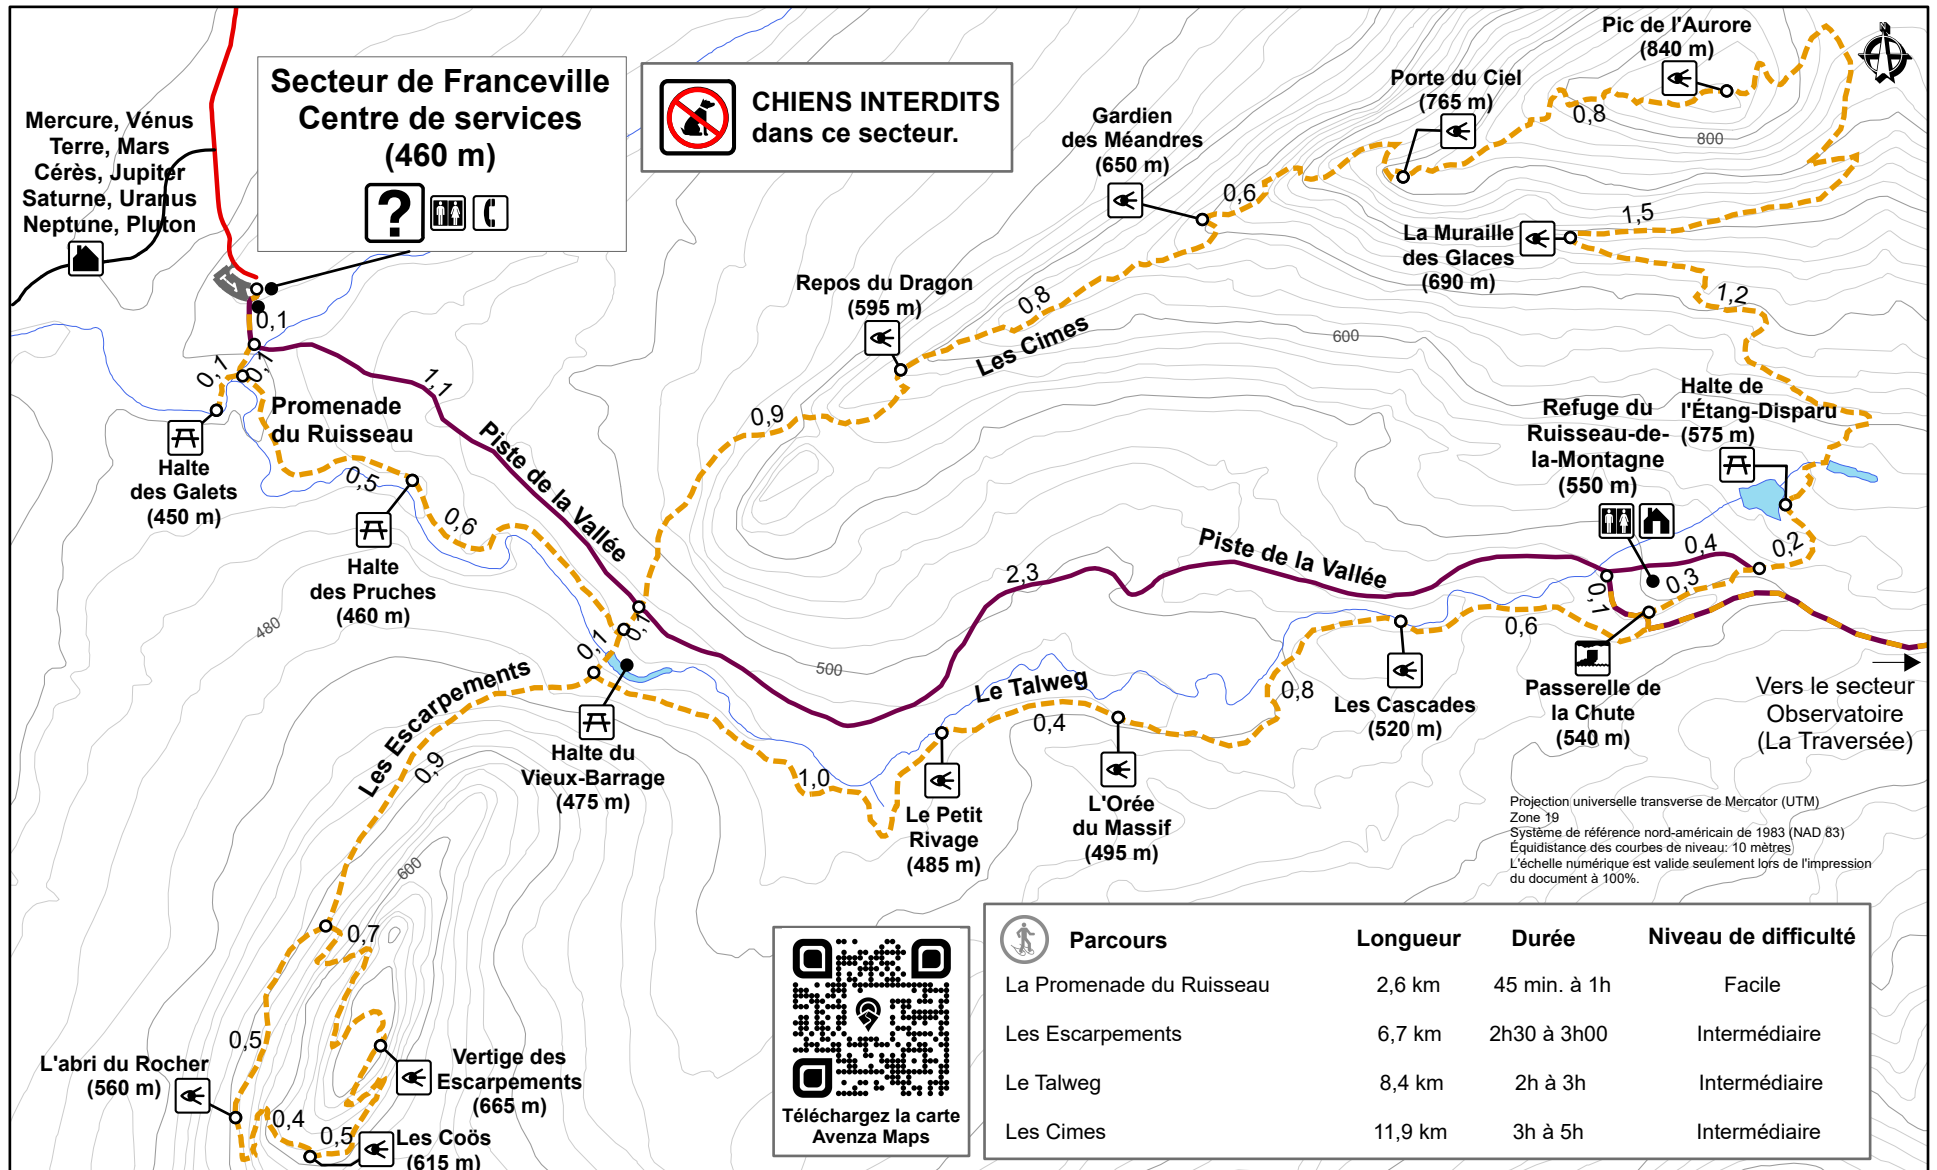 Secteur de Franceville
Centre de services
(460 m)
?
CHIENS INTERDITS
dans ce secteur.
Mercure, Vénus
Terre, Mars
Cérès, Jupiter
Saturne, Uranus
Neptune, Pluton
Pic de l'Aurore
(840 m)
N
Porte du Ciel
(765 m)
0,8
800
Gardien
des Méandres
(650 m)
0,6
1,5
La Muraille
des Glaces
(690 m)
1,2
Repos du Dragon
(595 m)
0,8
Les Cimes
600
0,1
0,1
0,1
1,1
Promenade
du Ruisseau
0,9
Piste de la Vallée
Halte
des Galets
(450 m)
0,5
0,6
Halte
des Pruches
(460 m)
480
Halte de
l'Étang-Disparu
(575 m)
Refuge du
Ruisseau-de-
la-Montagne
(550 m)
Piste de la Vallée
2,3
0,4
0,2
0,3
0,1
0,6
0,1
0,1
500
Les Escarpements
0,9
Halte du
Vieux-Barrage
(475 m)
1,0
Le Talweg
0,4
0,8
Le Petit
Rivage
(485 m)
L'Orée
du Massif
(495 m)
Les Cascades
(520 m)
Passerelle de
la Chute
(540 m)
Vers le secteur
Observatoire
(La Traversée)
600
0,7
0,5
L'abri du Rocher
(560 m)
Vertige des
Escarpements
(665 m)
0,4
0,5
Les Coös
(615 m)
Projection universelle transverse de Mercator (UTM)
Zone 19
Système de référence nord-américain de 1983 (NAD 83)
Équidistance des courbes de niveau: 10 mètres
L'échelle numérique est valide seulement lors de l'impression
du document à 100%.
Téléchargez la carte
Avenza Maps
Parcours Longueur Durée Niveau de difficulté
La Promenade du Ruisseau 2,6 km 45 min. à 1h Facile
Les Escarpements 6,7 km 2h30 à 3h00 Intermédiaire
Le Talweg 8,4 km 2h à 3h Intermédiaire
Les Cimes 11,9 km 3h à 5h Intermédiaire